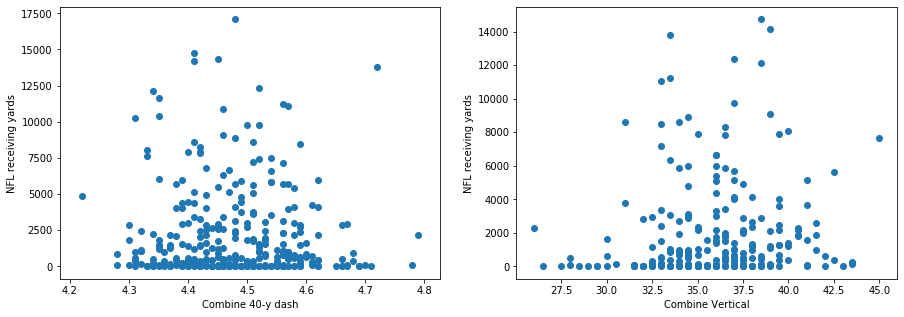 17500
15000
12500
10000
7500
5000
2500
0
NFL receiving yards
4.2 4.3 4.4 4.5 4.6 4.7 4.8
Combine 40-y dash
14000
12000
10000
8000
6000
4000
2000
0
NFL receiving yards
27.5 30.0 32.5 35.0 37.5 40.0 42.5 45.0
Combine Vertical